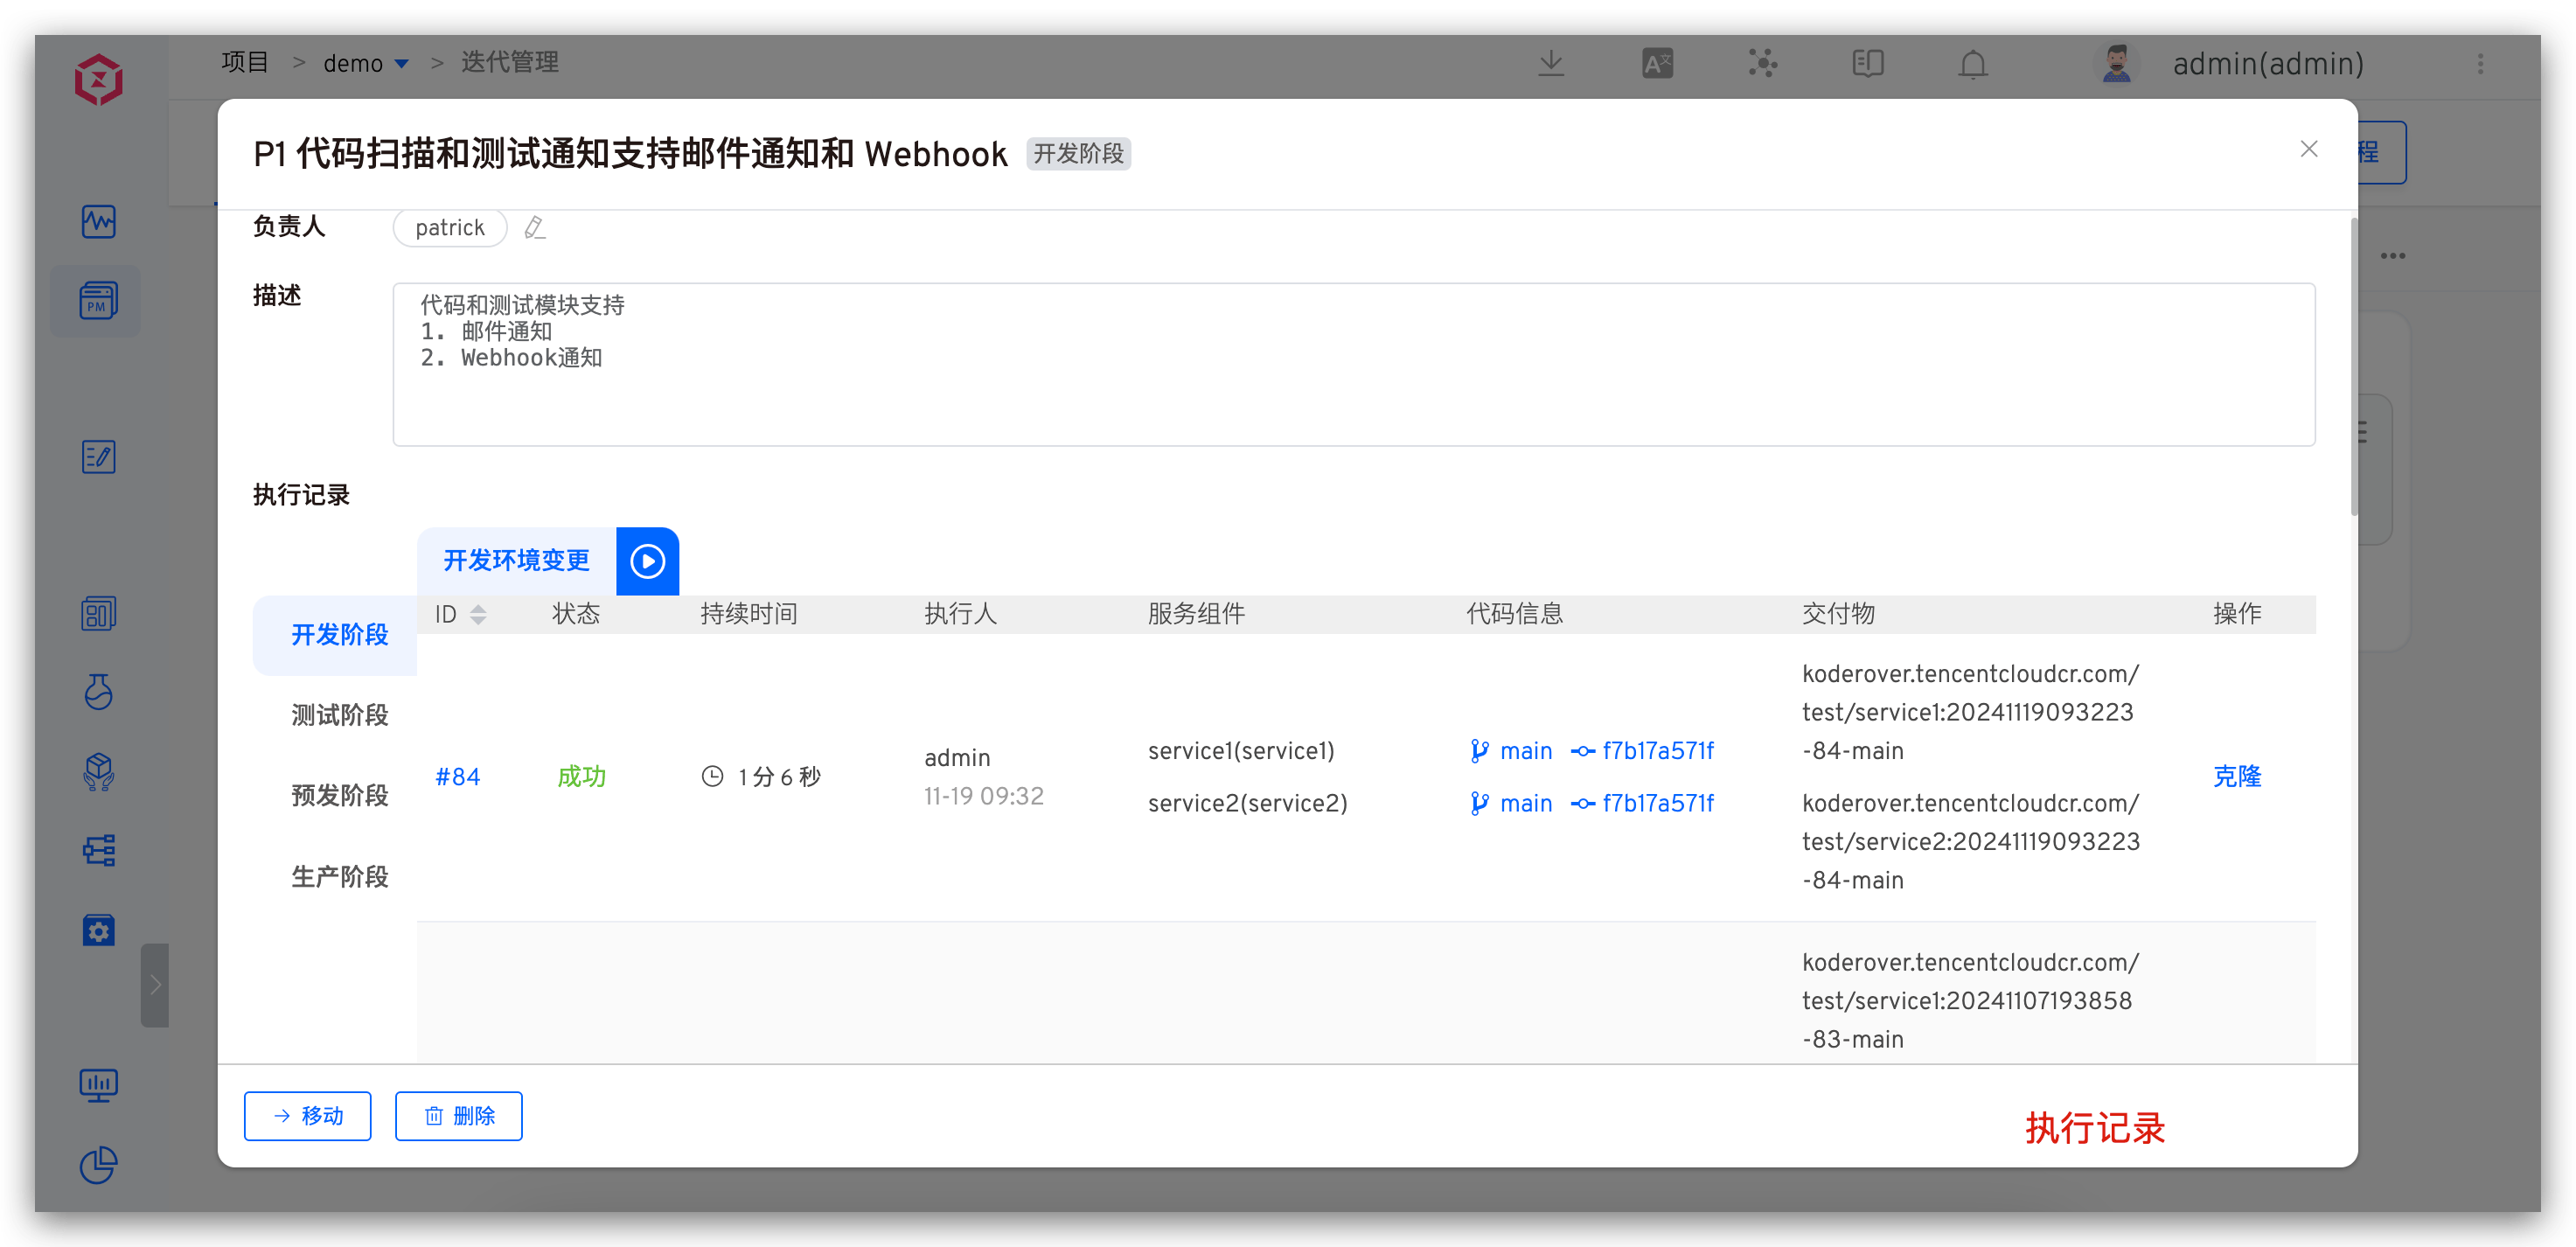 项目 > demo > 迭代管理
admin(admin)
P1 代码扫描和测试通知支持邮件通知和 Webhook 开发阶段
程
负责人 patrick
描述
代码和测试模块支持
1. 邮件通知
2. Webhook通知
执行记录
开发环境变更
ID 状态 持续时间 执行人 服务组件 代码信息 交付物 操作
开发阶段
测试阶段
预发阶段
生产阶段
#84 成功 1 分 6 秒
admin
11-19 09:32
service1(service1) main f7b17a571f
service2(service2) main f7b17a571f
koderover.tencentcloudcr.com/
test/service1:20241119093223
-84-main
koderover.tencentcloudcr.com/
test/service2:20241119093223
-84-main
克隆
koderover.tencentcloudcr.com/
test/service1:20241107193858
-83-main
移动 删除
执行记录
PM